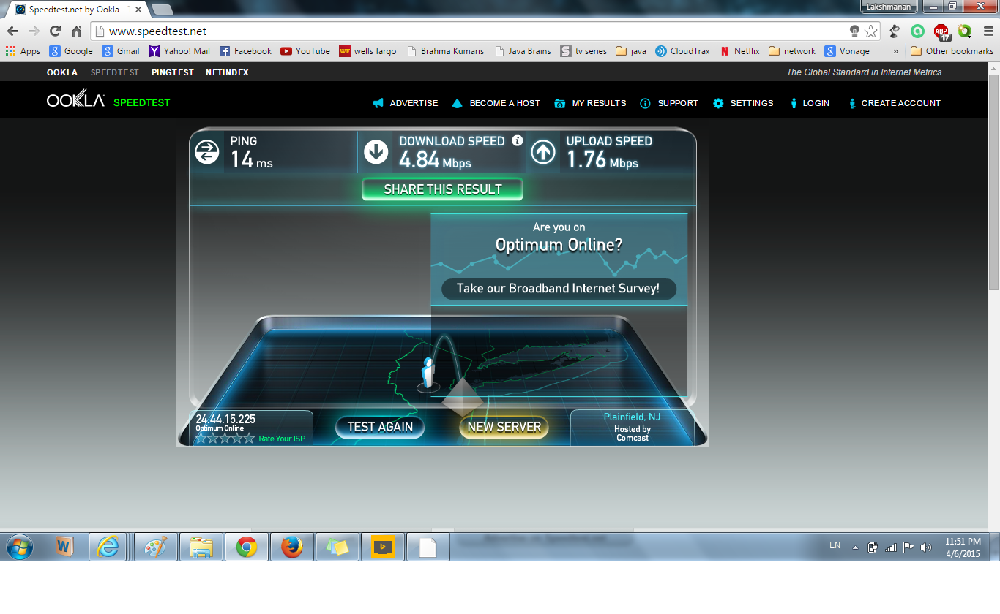 Speedtest.net by Ookla -
Lakshmanan
www.speedtest.net
ABP
17
Apps Google Gmail Yahoo! Mail Facebook YouTube WF wells fargo Brahma Kumaris Java Brains tv series java CloudTrax Netflix network Vonage » Other bookmarks
OOKLA SPEEDTEST PINGTEST NETINDEX
The Global Standard in Internet Metrics
OOKLA SPEEDTEST
ADVERTISE BECOME A HOST MY RESULTS SUPPORT SETTINGS LOGIN CREATE ACCOUNT
PING
14 ms
DOWNLOAD SPEED
4.84 Mbps
UPLOAD SPEED
1.76 Mbps
SHARE THIS RESULT
Are you on
Optimum Online?
Take our Broadband Internet Survey!
24.44.15.225
Optimum Online
Rate Your ISP
TEST AGAIN
NEW SERVER
Plainfield, NJ
Hosted by
Comcast
EN
11:51 PM
4/6/2015